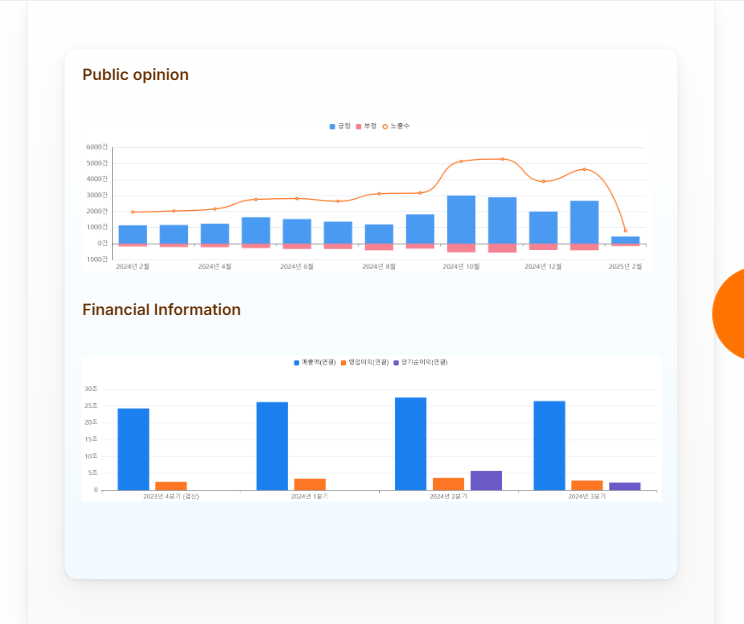 Public opinion
긍정 부정 노출수
6000건
5000건
4000건
3000건
2000건
1000건
0건
1000건
2024년 2월 2024년 4월 2024년 6월 2024년 8월 2024년 10월 2024년 12월 2025년 2월
Financial Information
매출액(연결) 영업이익(연결) 당기순이익(연결)
30조
25조
20조
15조
10조
5조
0
2023년 4분기 (결산) 2024년 1분기 2024년 2분기 2024년 3분기